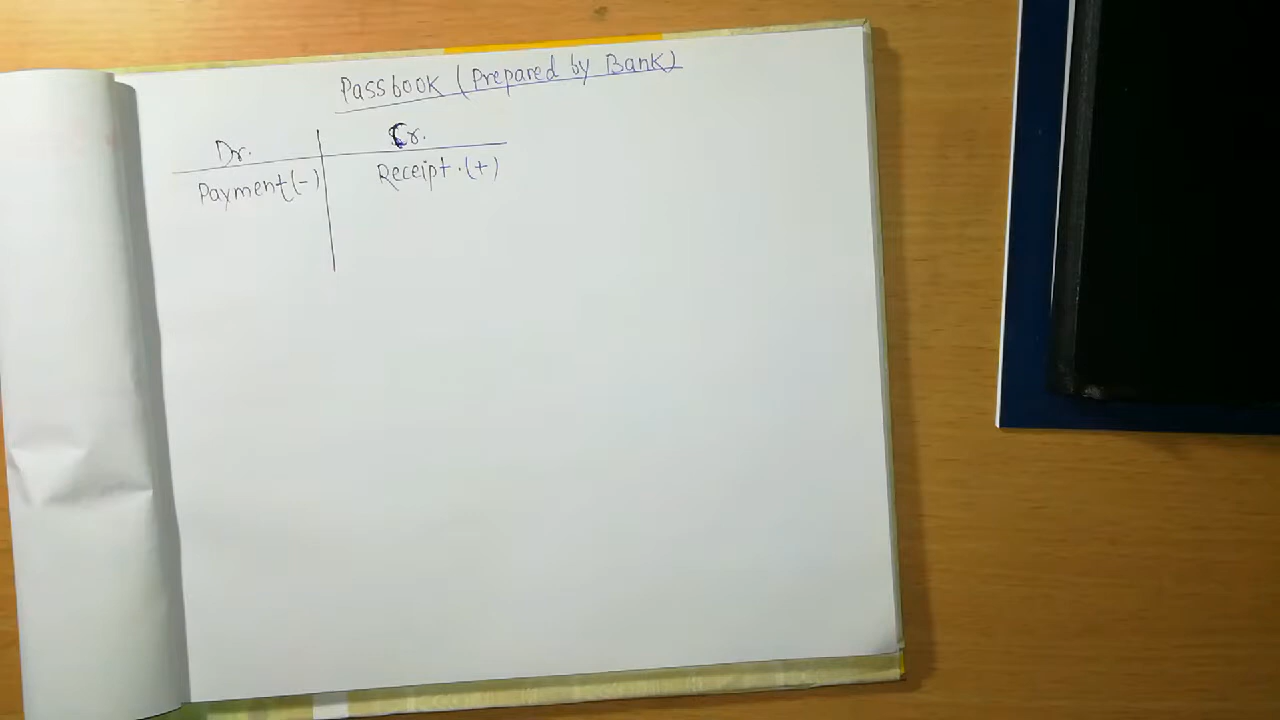 Passbook (Prepared by Bank)
Dr. Cr.
Payment(-) Receipt.(+)